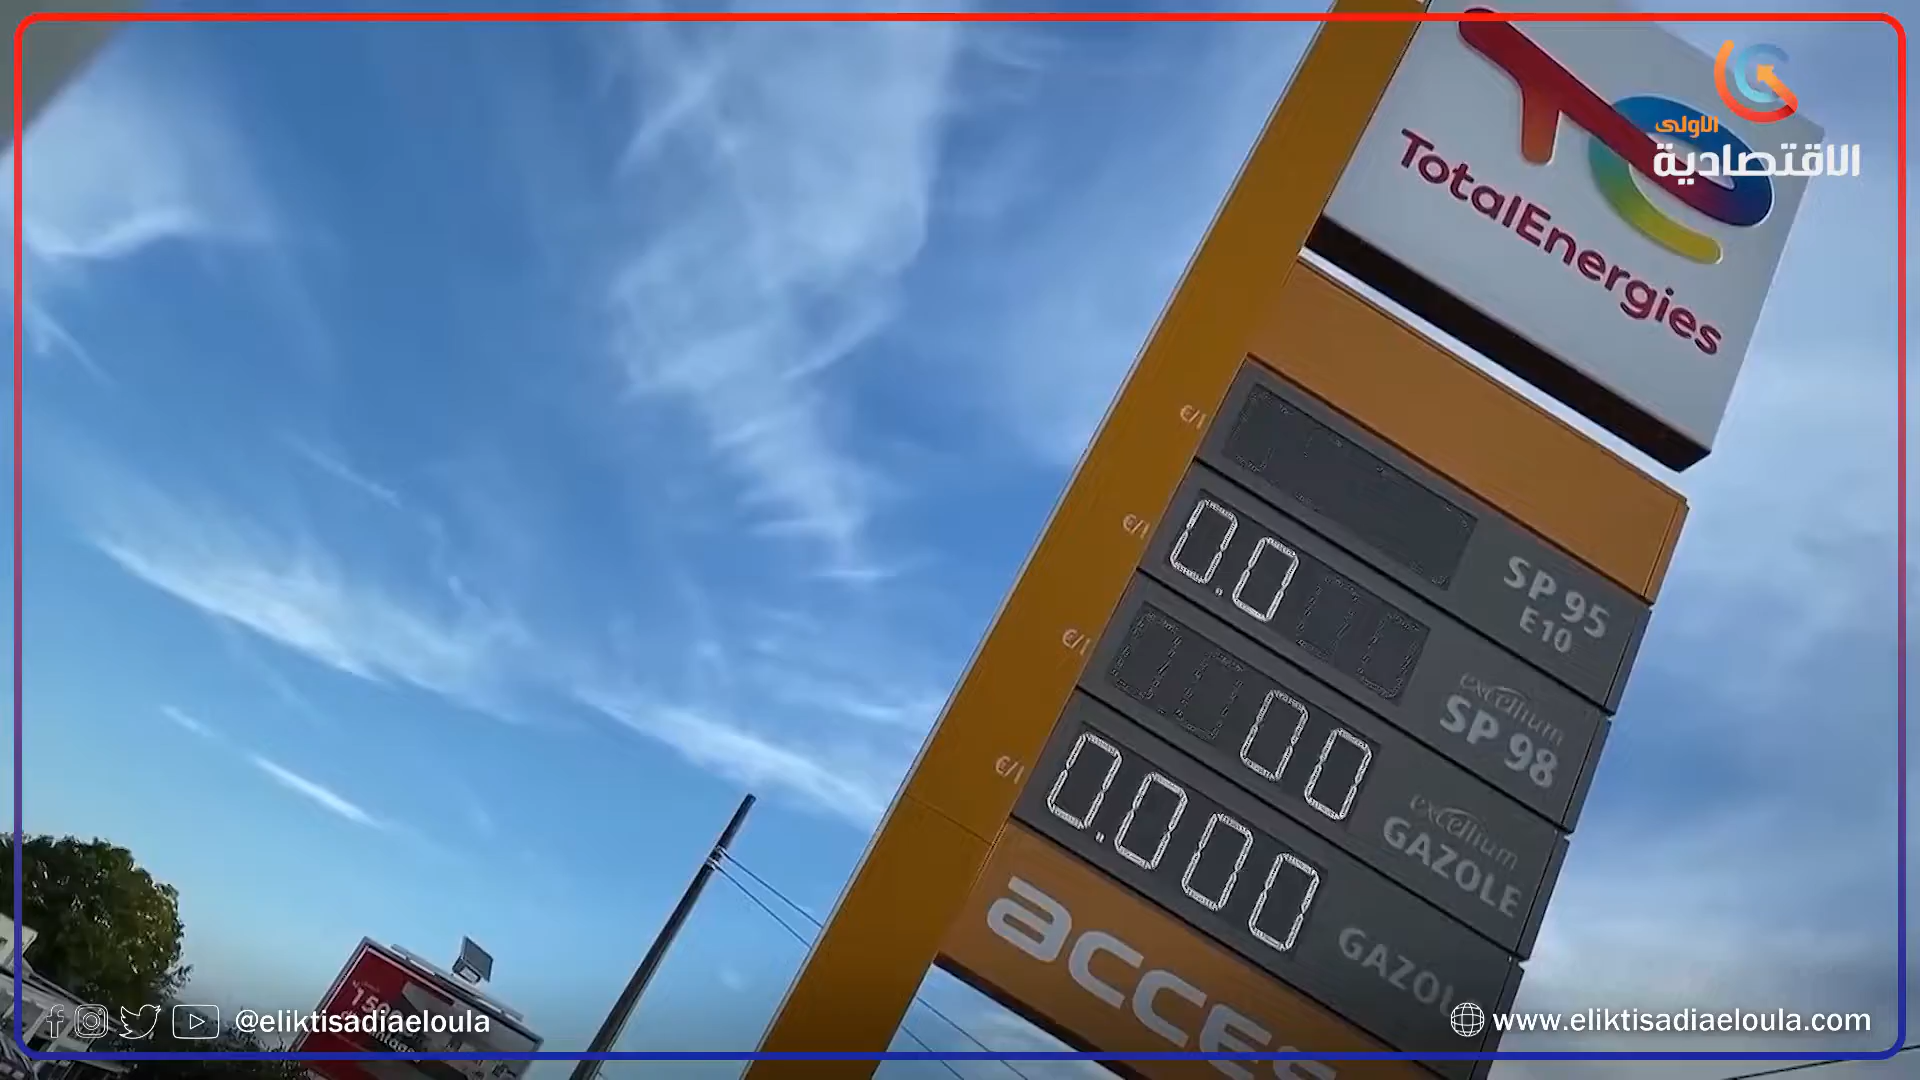 الأولى
الاقتصادية
TotalEnergies
€/l
SP 95
E10
€/l
0.0
excellium
SP 98
€/l
00
excellium
GAZOLE
€/l
0.000
GAZOL
acces
@eliktisadiaeloula
www.eliktisadiaeloula.com